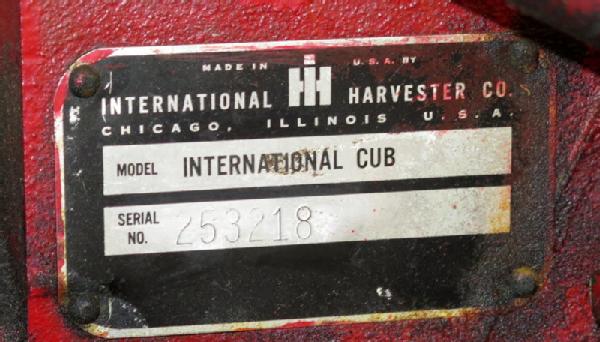 MADE IN U.S.A. BY
INTERNATIONAL IH HARVESTER CO.
CHICAGO, ILLINOIS U.S.A.
MODEL INTERNATIONAL CUB
SERIAL NO. 253218